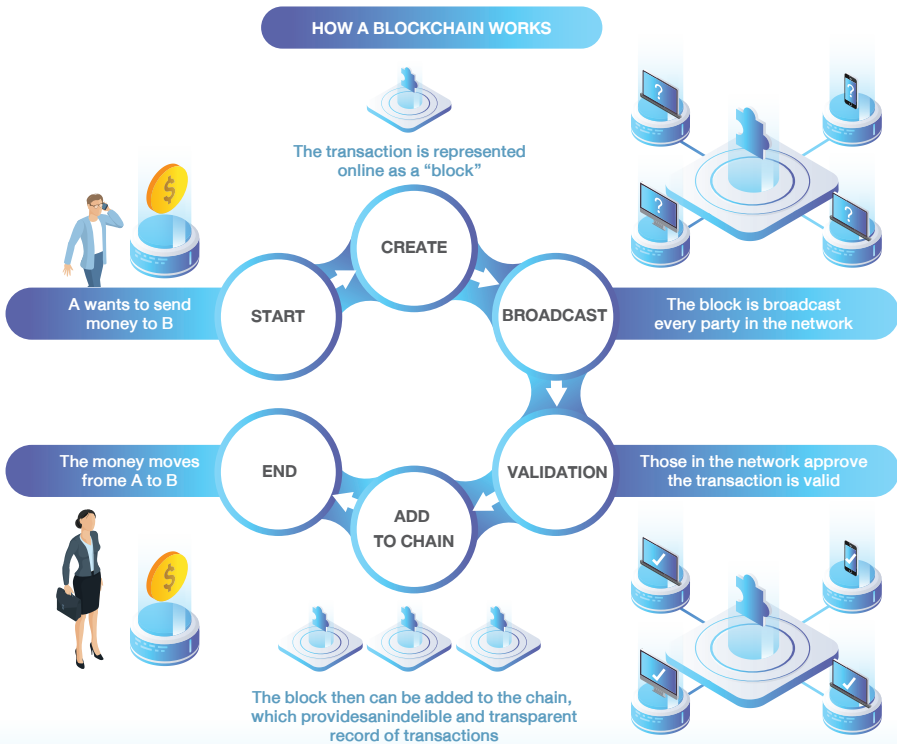 HOW A BLOCKCHAIN WORKS
The transaction is represented
online as a “block”
$
?
?
?
?
CREATE
A wants to send
money to B
START
BROADCAST
The block is broadcast
every party in the network
The money moves
frome A to B
END
VALIDATION
Those in the network approve
the transaction is valid
ADD
TO CHAIN
$
The block then can be added to the chain,
which providesanindelible and transparent
record of transactions